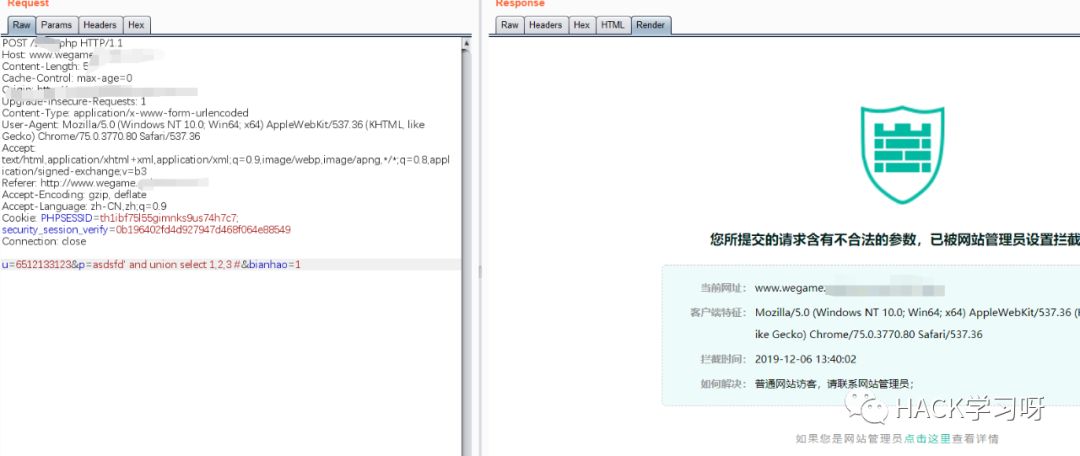 Request
Raw Params Headers Hex
POST / php HTTP/1.1
Host: www.wegame.
Content-Length: 5
Cache-Control: max-age=0
Origin: http:
Upgrade-Insecure-Requests: 1
Content-Type: application/x-www-form-urlencoded
User-Agent: Mozilla/5.0 (Windows NT 10.0; Win64; x64) AppleWebKit/537.36 (KHTML, like
Gecko) Chrome/75.0.3770.80 Safari/537.36
Accept:
text/html,application/xhtml+xml,application/xml;q=0.9,image/webp,image/apng,*/*;q=0.8,appl
ication/signed-exchange;v=b3
Referer: http://www.wegame.
Accept-Encoding: gzip, deflate
Accept-Language: zh-CN,zh;q=0.9
Cookie: PHPSESSID=th1ibf75l55gimnks9us74h7c7;
security_session_verify=0b196402fd4d927947d468f064e88549
Connection: close
u=6512133123&p=asdsfd' and union select 1,2,3 #&bianhao=1
Response
Raw Headers Hex HTML Render
您所提交的请求含有不合法的参数，已被网站管理员设置拦截
当前网址： www.wegame.
客户端特征： Mozilla/5.0 (Windows NT 10.0; Win64; x64) AppleWebKit/537.36 (K
like Gecko) Chrome/75.0.3770.80 Safari/537.36
拦截时间： 2019-12-06 13:40:02
如何解决： 普通网站访客，请联系网站管理员；
HACK学习呀
如果您是网站管理员点击这里查看详情